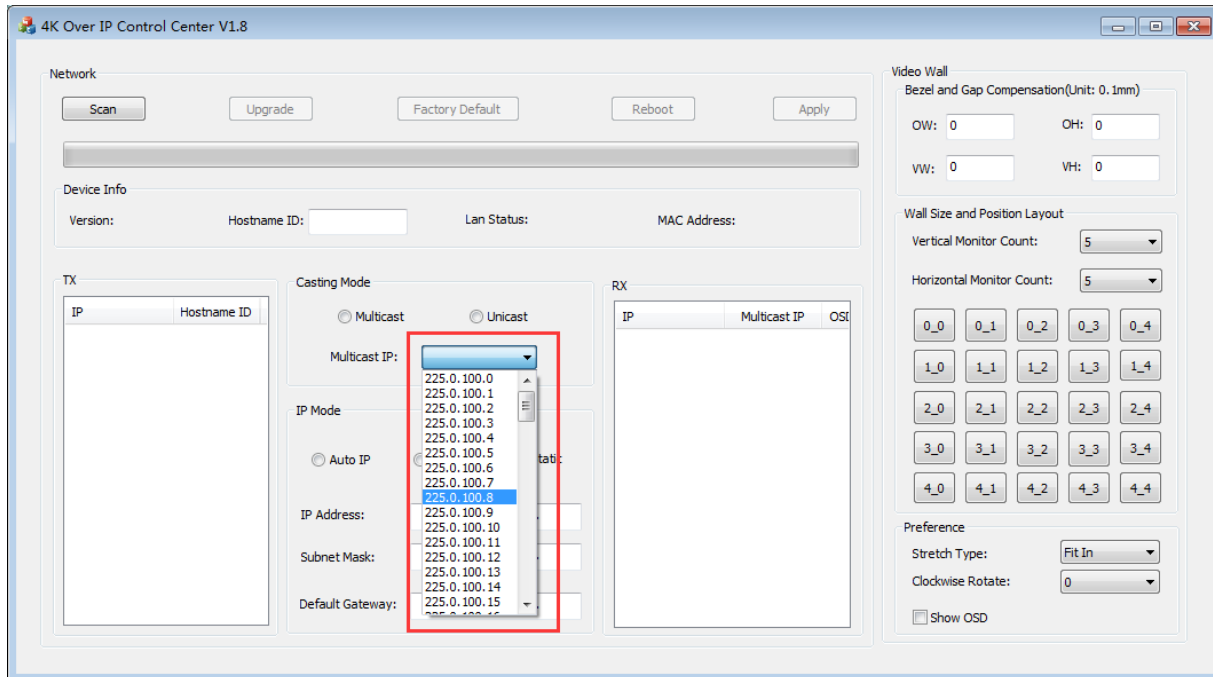 4K Over IP Control Center V1.8
Network
Scan Upgrade Factory Default Reboot Apply
Device Info
Version: Hostname ID: Lan Status: MAC Address:
TX
IP Hostname ID
Casting Mode
Multicast Unicast
Multicast IP:
225.0.100.0
225.0.100.1
225.0.100.2
225.0.100.3
225.0.100.4
225.0.100.5
225.0.100.6
225.0.100.7
225.0.100.8
225.0.100.9
225.0.100.10
225.0.100.11
225.0.100.12
225.0.100.13
225.0.100.14
225.0.100.15
IP Mode
Auto IP
IP Address:
Subnet Mask:
Default Gateway:
RX
IP Multicast IP
Video Wall
Bezel and Gap Compensation(Unit: 0.1mm)
OW: 0 OH: 0
VW: 0 VH: 0
Wall Size and Position Layout
Vertical Monitor Count: 5
Horizontal Monitor Count: 5
0_0 0_1 0_2 0_3 0_4
1_0 1_1 1_2 1_3 1_4
2_0 2_1 2_2 2_3 2_4
3_0 3_1 3_2 3_3 3_4
4_0 4_1 4_2 4_3 4_4
Preference
Stretch Type: Fit In
Clockwise Rotate: 0
Show OSD